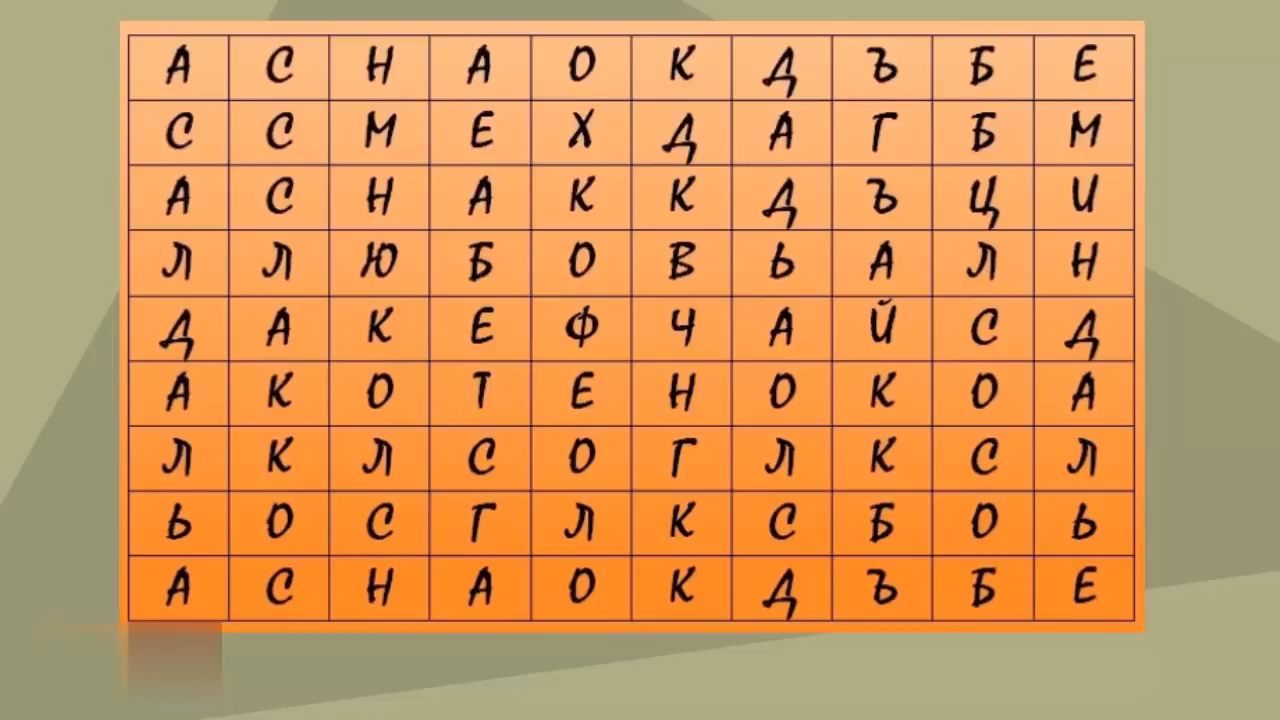 А С Н А О К Д Ъ Б Е
С С М Е Х Д А Г Б М
А С Н А К К Д Ъ Ц И
Л Л Ю Б О В Ь А Л Н
Д А К Е Ф Ч А Й С Д
А К О Т Е Н О К О А
Л К Л С О Г Л К С Л
Ь О С Г Л К С Б О Ь
А С Н А О К Д Ъ Б Е